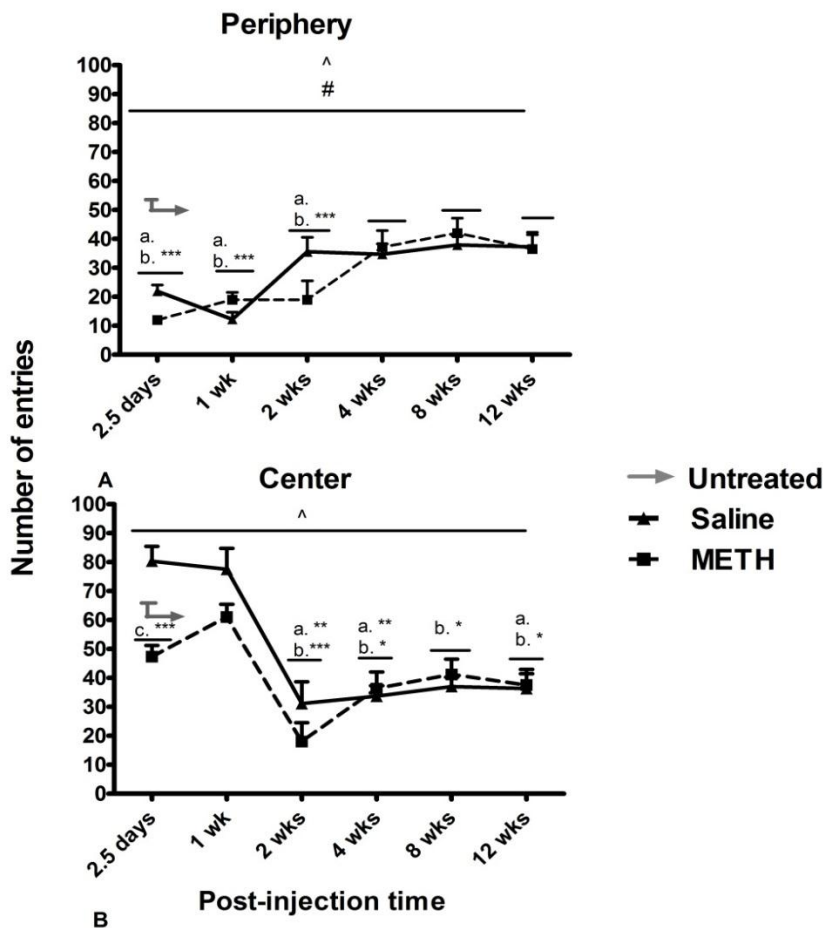 Periphery
^
#
100
90
80
70
60
50
40
30
20
10
0
a.
b. ***
a.
b. ***
a.
b. ***
2.5 days
1 wk
2 wks
4 wks
8 wks
12 wks
Number of entries
A
Center
^
100
90
80
70
60
50
40
30
20
10
0
c. ***
a. **
b.***
a. **
b. *
b. *
a.
b. *
2.5 days
1 wk
2 wks
4 wks
8 wks
12 wks
Post-injection time
B
Untreated
Saline
METH